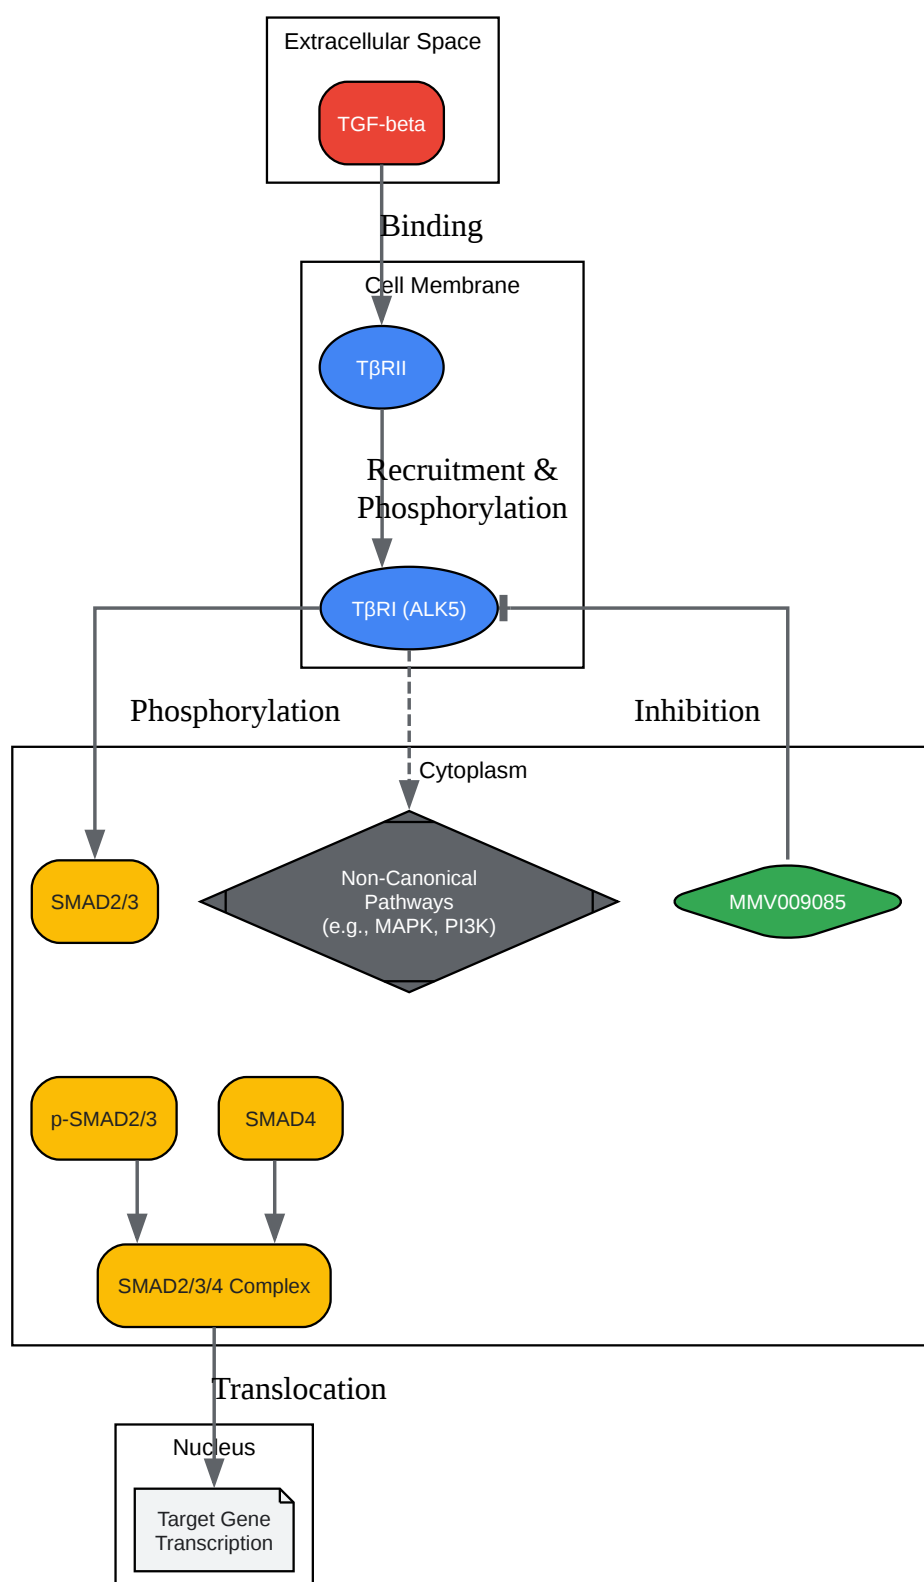 Extracellular Space
TGF-beta
Binding
Cell Membrane
TβRII
Recruitment &
Phosphorylation
TβRI (ALK5)
Phosphorylation
Inhibition
Cytoplasm
SMAD2/3
Non-Canonical
Pathways
(e.g., MAPK, PI3K)
MMV009085
p-SMAD2/3
SMAD4
SMAD2/3/4 Complex
Translocation
Nucleus
Target Gene
Transcription